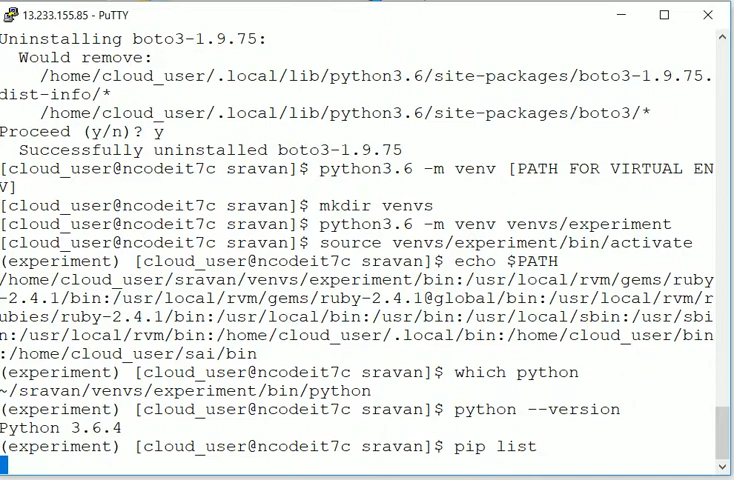 13.233.155.85 - PuTTY
Uninstalling boto3-1.9.75:
  Would remove:
    /home/cloud_user/.local/lib/python3.6/site-packages/boto3-1.9.75.
dist-info/*
    /home/cloud_user/.local/lib/python3.6/site-packages/boto3/*
Proceed (y/n)? y
  Successfully uninstalled boto3-1.9.75
[cloud_user@ncodeit7c sravan]$ python3.6 -m venv [PATH FOR VIRTUAL EN
V]
[cloud_user@ncodeit7c sravan]$ mkdir venvs
[cloud_user@ncodeit7c sravan]$ python3.6 -m venv venvs/experiment
[cloud_user@ncodeit7c sravan]$ source venvs/experiment/bin/activate
(experiment) [cloud_user@ncodeit7c sravan]$ echo $PATH
/home/cloud_user/sravan/venvs/experiment/bin:/usr/local/rvm/gems/ruby
-2.4.1/bin:/usr/local/rvm/gems/ruby-2.4.1@global/bin:/usr/local/rvm/r
ubies/ruby-2.4.1/bin:/usr/local/bin:/usr/bin:/usr/local/sbin:/usr/sbi
n:/usr/local/rvm/bin:/home/cloud_user/.local/bin:/home/cloud_user/bin
:/home/cloud_user/sai/bin
(experiment) [cloud_user@ncodeit7c sravan]$ which python
~/sravan/venvs/experiment/bin/python
(experiment) [cloud_user@ncodeit7c sravan]$ python --version
Python 3.6.4
(experiment) [cloud_user@ncodeit7c sravan]$ pip list